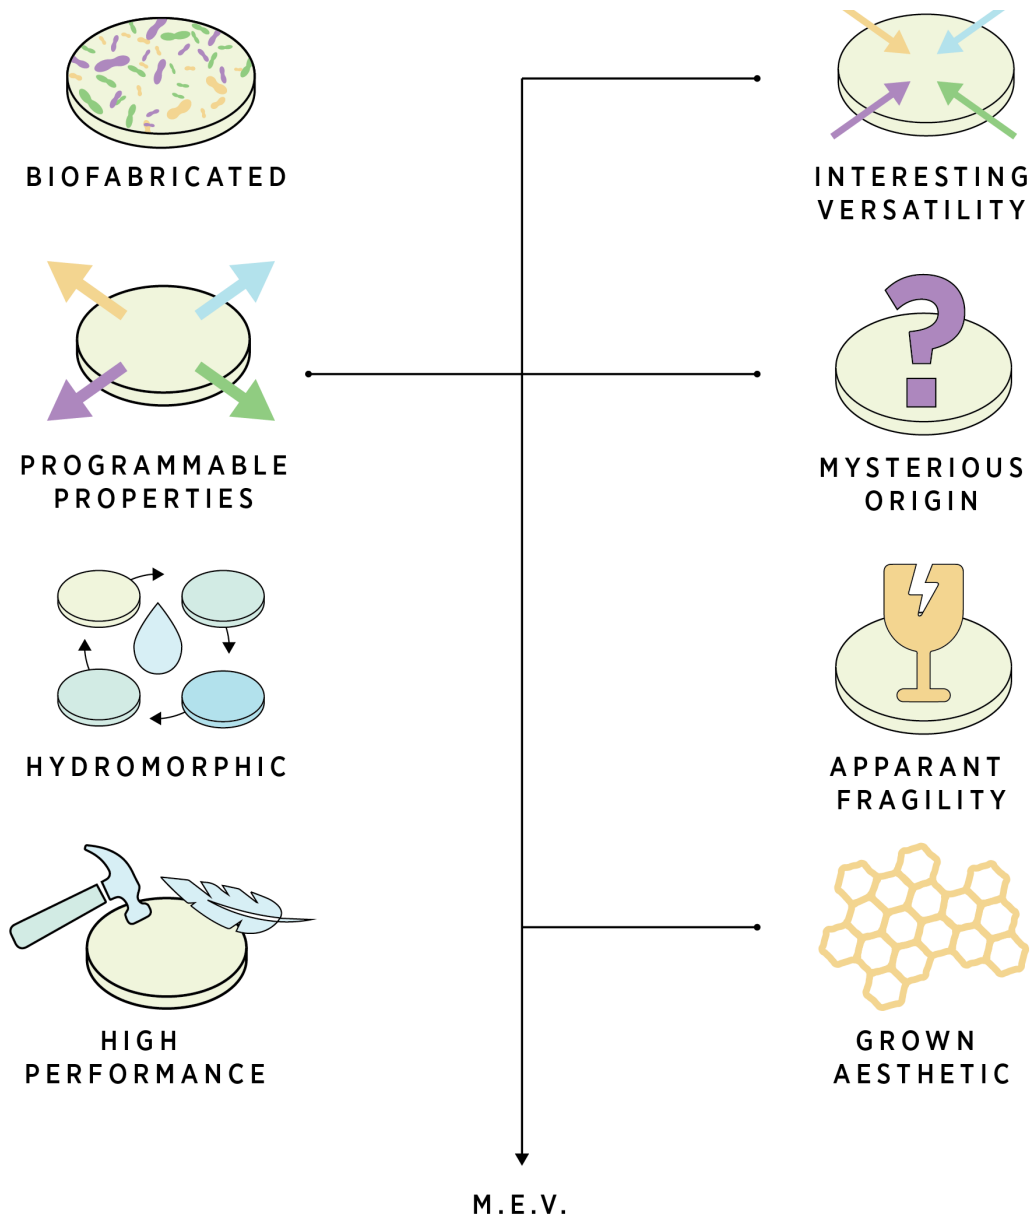 BIOFABRICATED
PROGRAMMABLE
PROPERTIES
HYDROMORPHIC
HIGH
PERFORMANCE
INTERESTING
VERSATILITY
MYSTERIOUS
ORIGIN
APPARANT
FRAGILITY
GROWN
AESTHETIC
M.E.V.